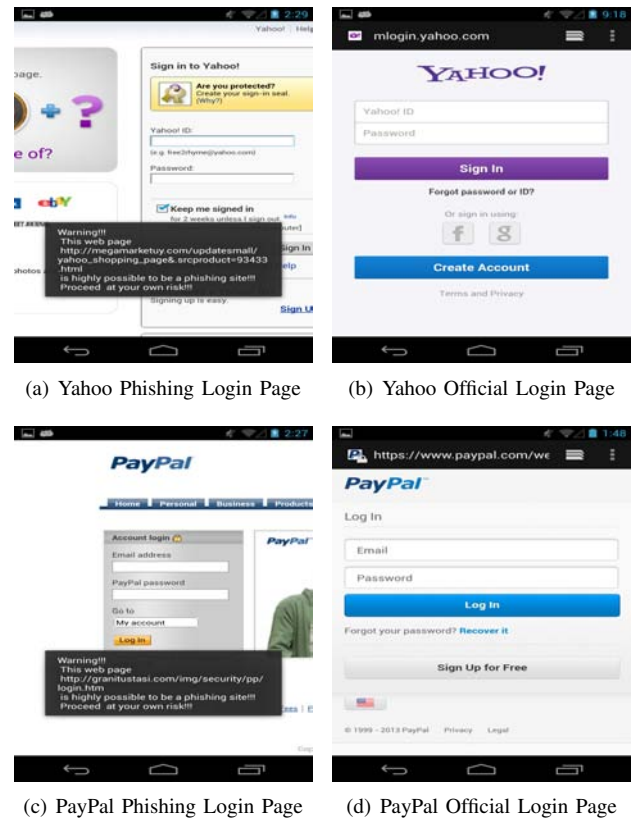 2:29
Yahoo! Help
page.
e of?
ebY
photos a
Sign in to Yahoo!
Are you protected?
Create your sign-in seal.
(Why?)
Yahoo! ID:
(e.g. free2rhyme@yahoo.com)
Password:
Keep me signed in
for 2 weeks unless I sign out Info
puter]
Sign In
elp
Signing up is easy.
Sign U
Warning!!!
This web page
http://megamarketuy.com/updatesmall/
yahoo_shopping_page&.srcproduct=93433
.html
is highly possible to be a phishing site!!!
Proceed at your own risk!!!
(a) Yahoo Phishing Login Page
9:18
mlogin.yahoo.com
YAHOO!
Yahoo! ID
Password
Sign In
Forgot password or ID?
Or sign in using:
f g
Create Account
Terms and Privacy
(b) Yahoo Official Login Page
2:27
PayPal
Home Personal Business Products
Account login
Email address
PayPal password
Go to
My account
Log In
PayPal
Warning!!!
This web page
http://granitustasi.com/img/security/pp/
login.htm
is highly possible to be a phishing site!!!
Proceed at your own risk!!!
Fees
(c) PayPal Phishing Login Page
1:48
https://www.paypal.com/we
PayPal
Log In
Email
Password
Log In
Forgot your password? Recover it
Sign Up for Free
© 1999 - 2013 PayPal Privacy Legal
(d) PayPal Official Login Page